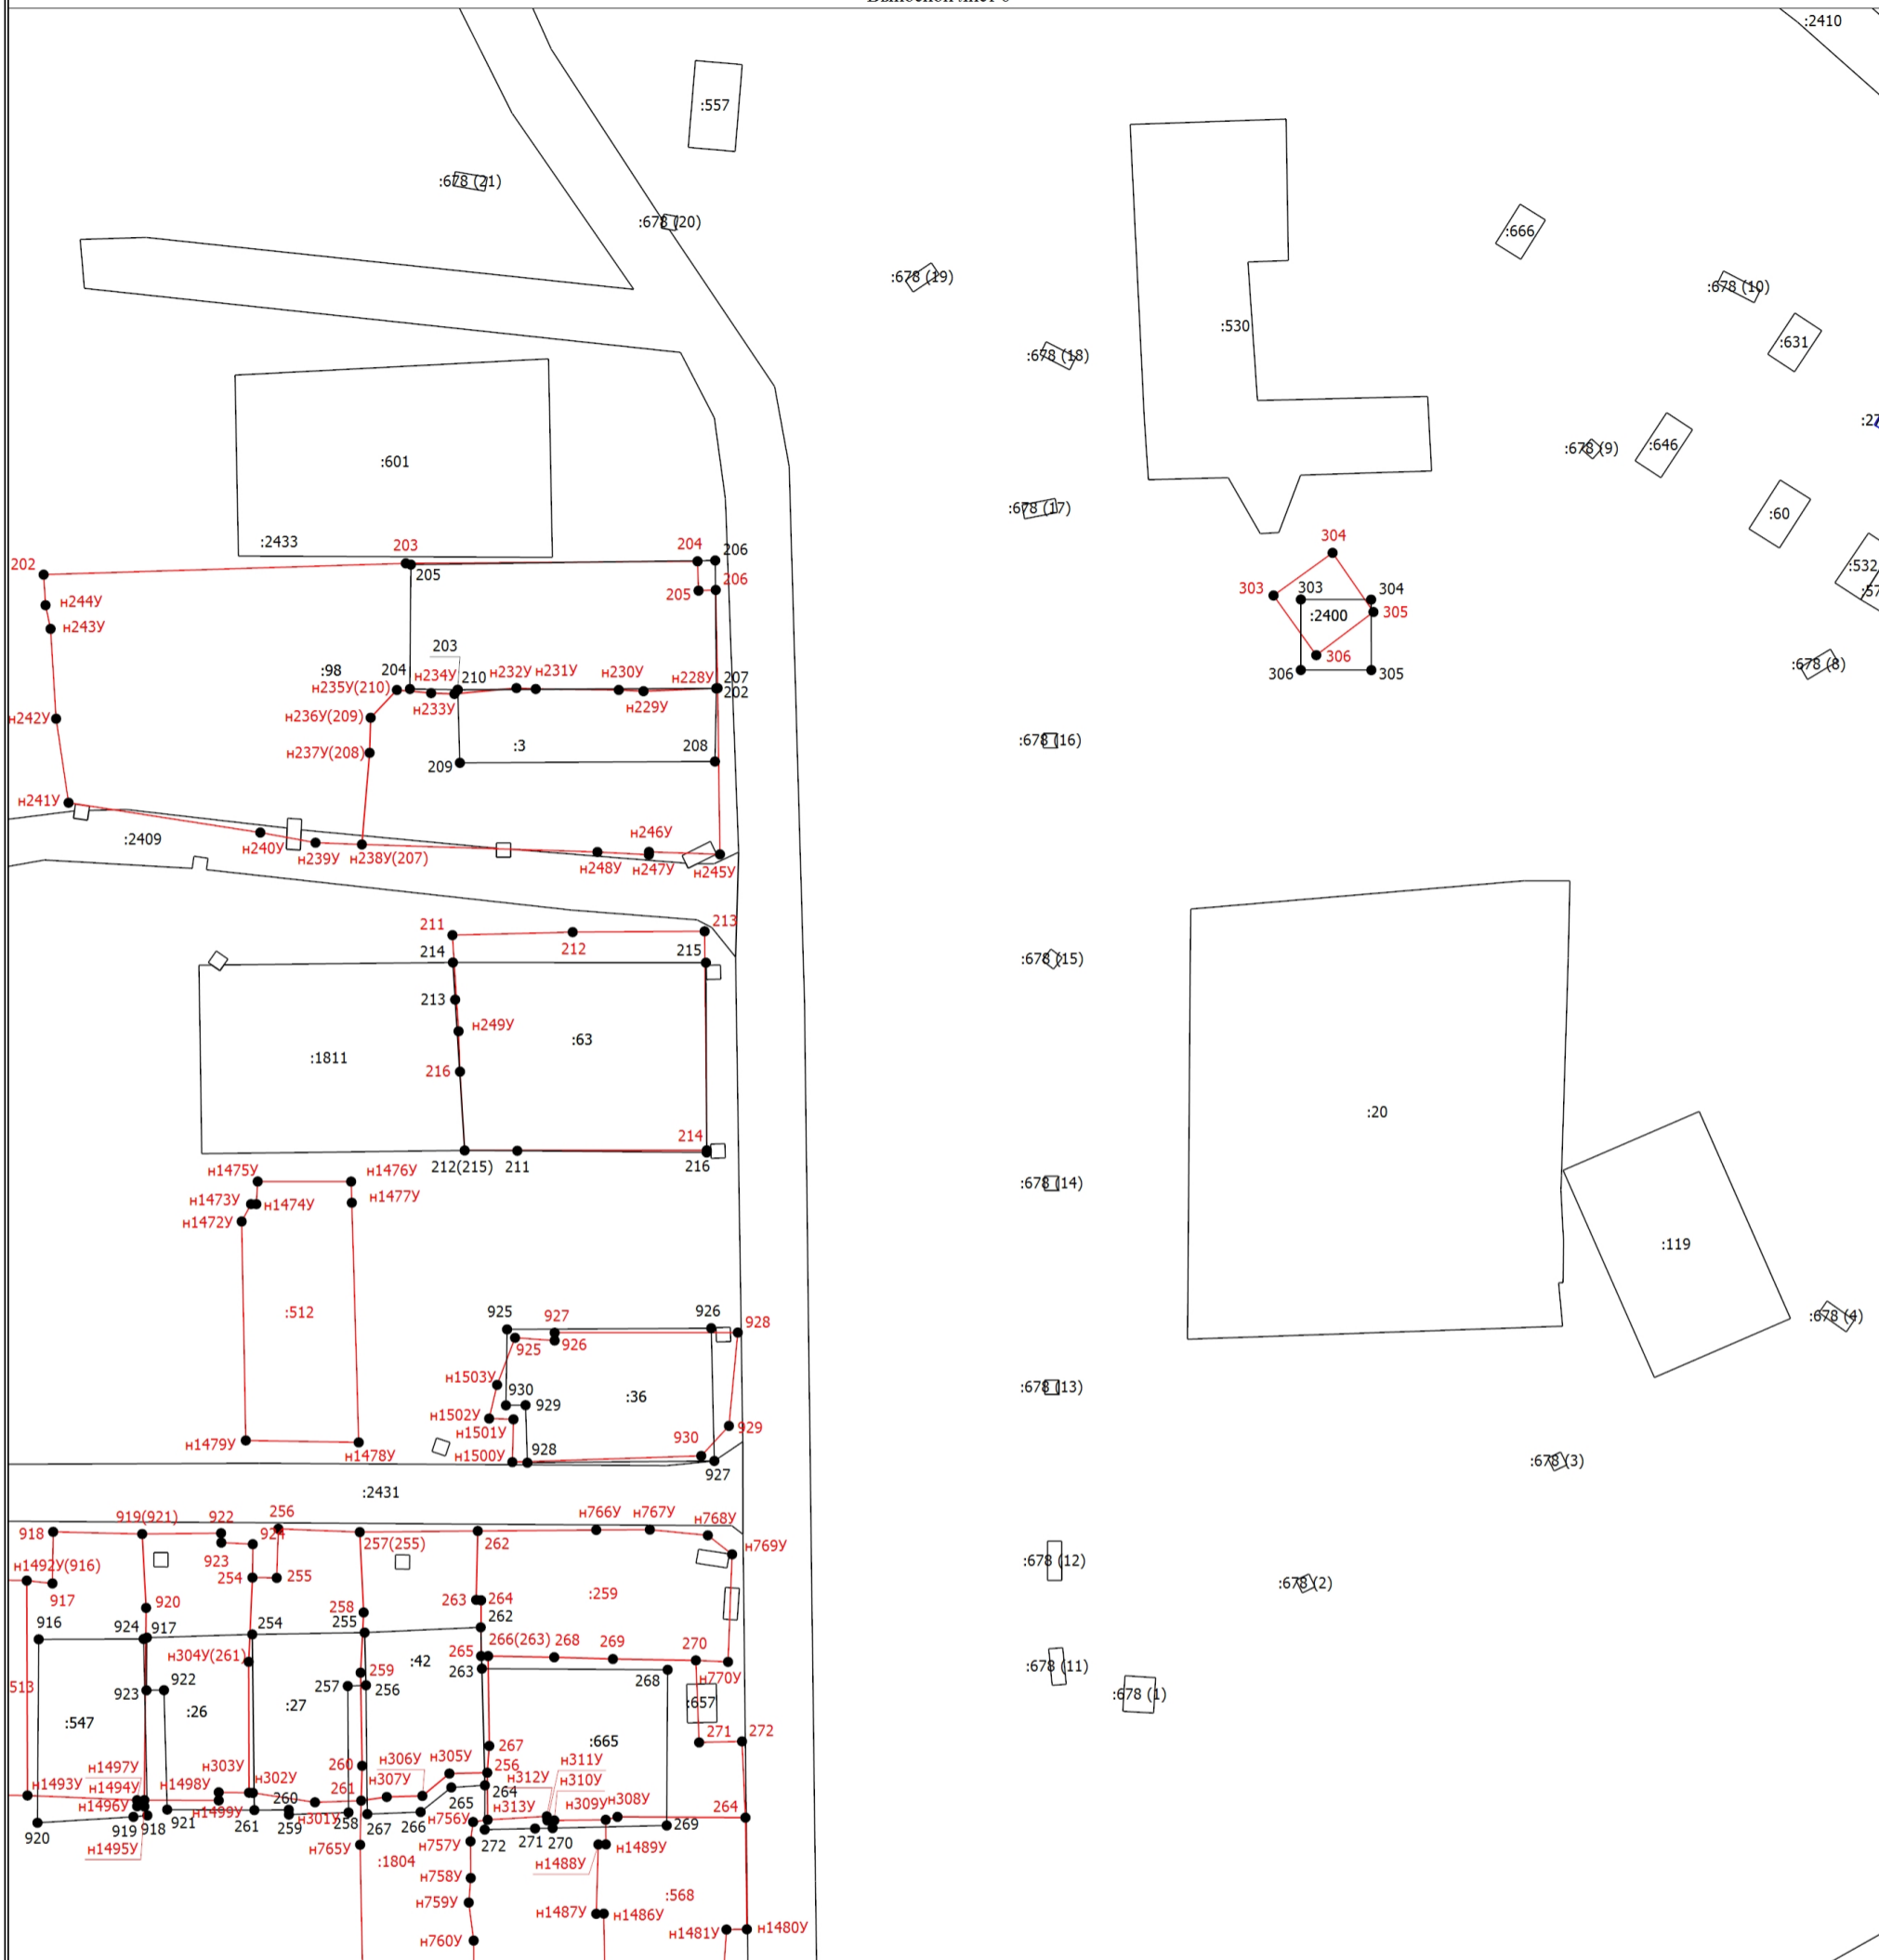 :2410
:557
:678 (21)
:678 (20)
:666
:678 (19)
:678 (10)
:530
:631
:678 (18)
:27
:646
:678 (9)
:601
:678 (17)
:60
:2433
203
204
206
304
202
205
206
205
:532
:57
303
303
304
н244У
:2400
305
н243У
306
203
:98
204
н234У
210
н232У
н231У
н230У
н228У
207
:678 (8)
306
305
н235У(210)
202
н233У
н229У
н242У
н236У(209)
:678 (16)
н237У(208)
:3
208
209
н241У
:2409
н240У
н239У
н238У(207)
н246У
н248У
н247У
н245У
211
213
212
214
215
:678 (15)
213
н249У
:63
:1811
216
:20
214
212(215)
211
216
н1475У
н1476У
:678 (14)
н1473У
н1474У
н1477У
н1472У
:119
:512
925
927
926
928
:678 (4)
925
926
н1503У
930
:36
:678 (13)
929
н1502У
н1501У
929
930
н1479У
н1478У
н1500У
928
927
:678 (3)
:2431
256
919(921)
922
н766У
н767У
н768У
918
924
257(255)
262
н769У
923
:678 (12)
н1492У(916)
254
255
:678 (2)
917
920
258
263
264
:259
916
924
917
254
255
262
н304У(261)
265
266(263)
268
269
270
:42
263
268
н770У
:678 (11)
259
513
923
922
257
256
:678 (1)
:26
:27
:657
:547
271
272
:665
267
н1497У
260
н306У
н305У
256
н311У
н1493У
н1494У
н1498У
н303У
н302У
261
н307У
н312У
н310У
н1496У
264
н1499У
260
265
н313У
н309У
н308У
264
920
919
918
921
261
259
н301У
258
267
266
н756У
272
271
270
269
н1495У
н765У
н757У
н1489У
:1804
н1488У
н758У
:568
н759У
н1487У
н1486У
н1481У
н1480У
н760У